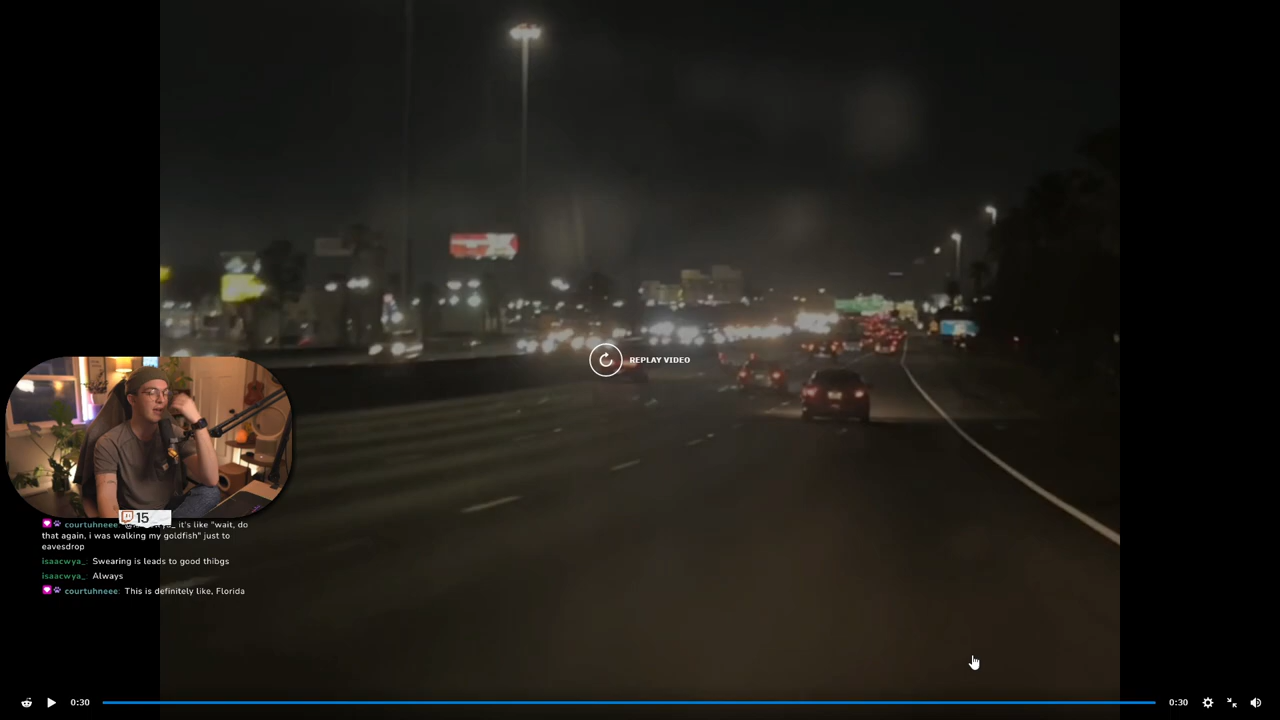 REPLAY VIDEO
15
courtuhneee: it's like "wait, do
that again, i was walking my goldfish" just to
eavesdrop
isaacwya_: Swearing is leads to good thibgs
isaacwya_: Always
courtuhneee: This is definitely like, Florida
0:30
0:30